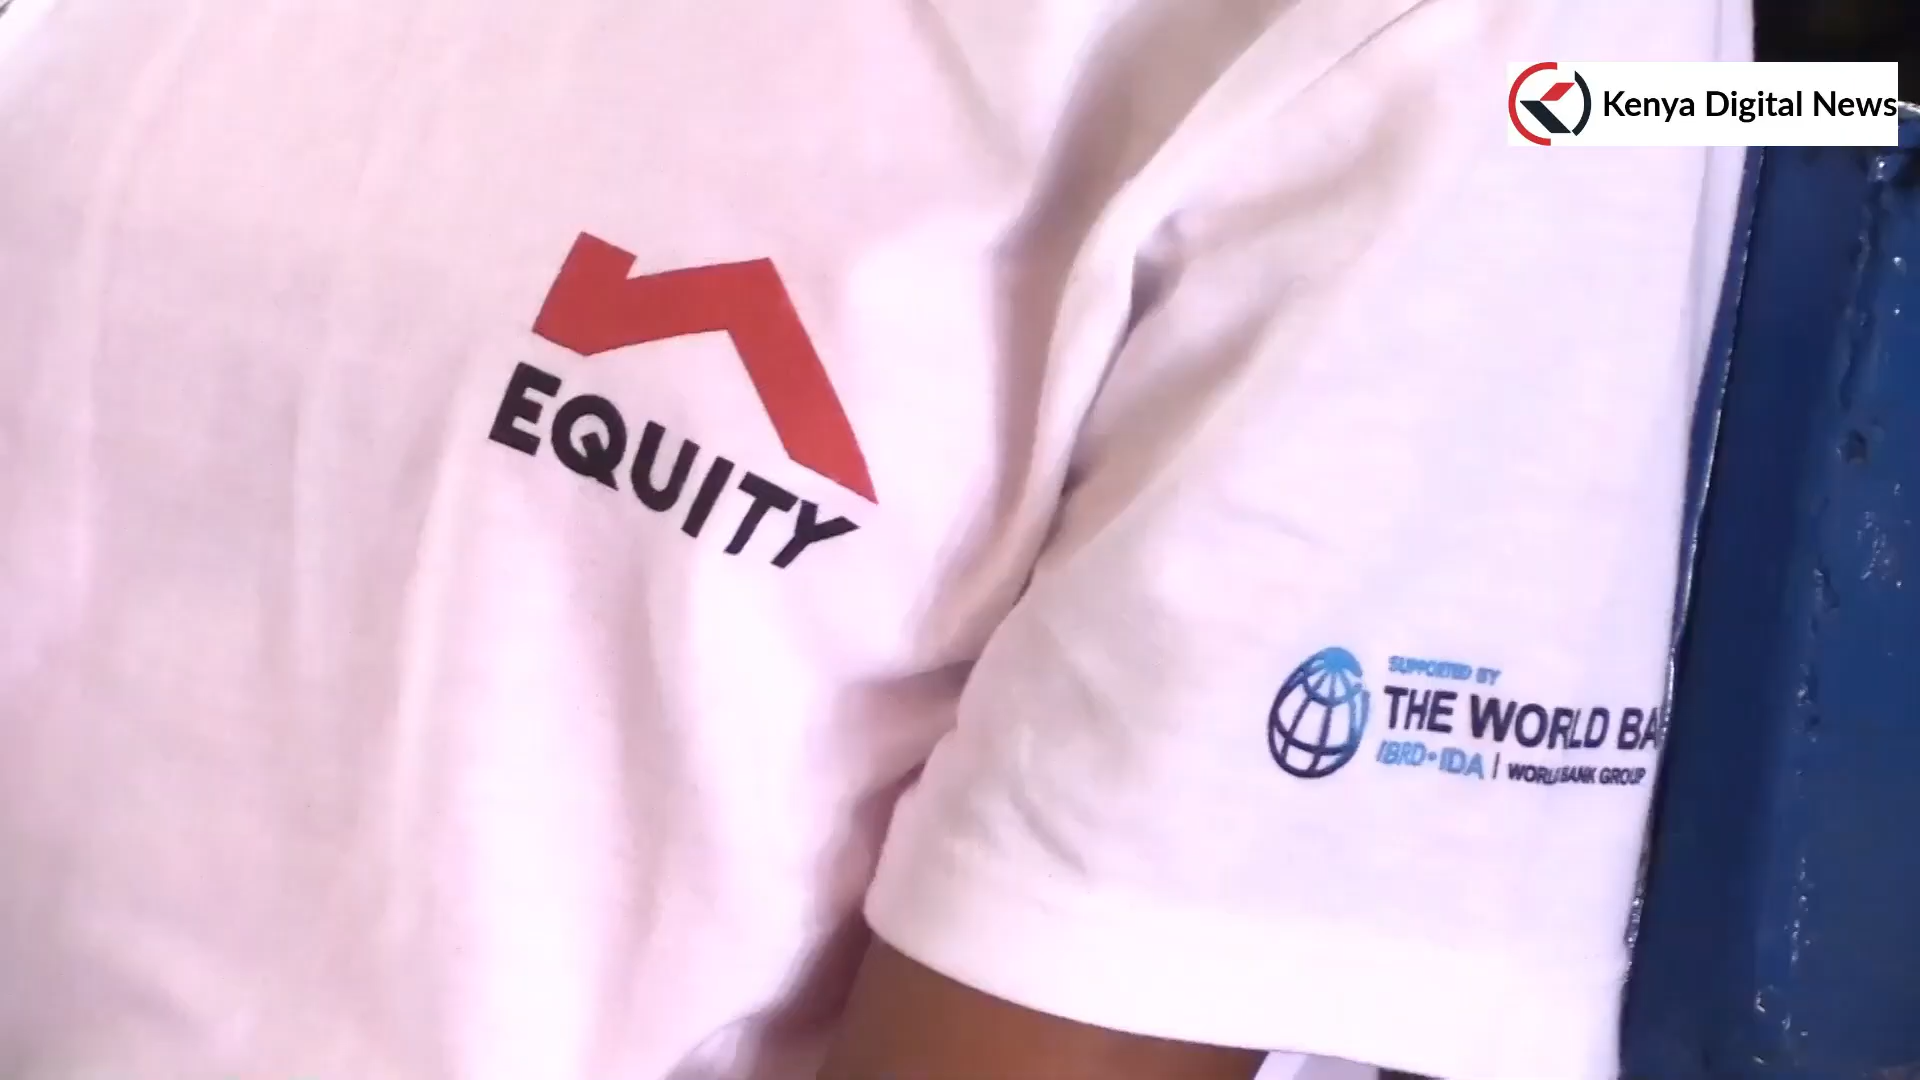 Kenya Digital News
EQUITY
SUPPORTED BY
THE WORLD BA
IBRD • IDA | WORLD BANK GROUP